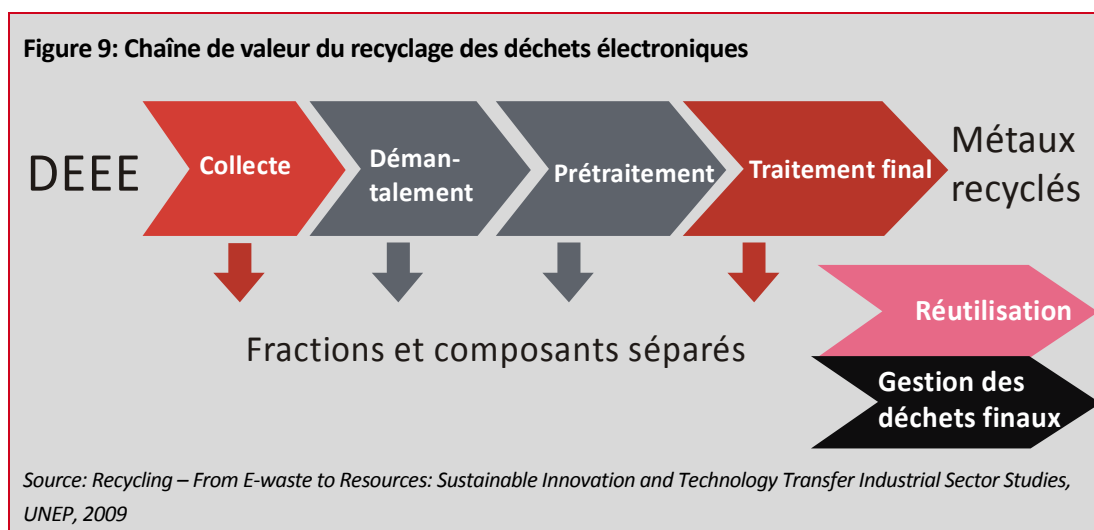 Figure 9: Chaîne de valeur du recyclage des déchets électroniques
DEEE
Collecte
Déman-
talement
Prétraitement
Traitement final
Métaux
recyclés
Fractions et composants séparés
Réutilisation
Gestion des
déchets finaux
Source: Recycling – From E-waste to Resources: Sustainable Innovation and Technology Transfer Industrial Sector Studies,
UNEP, 2009